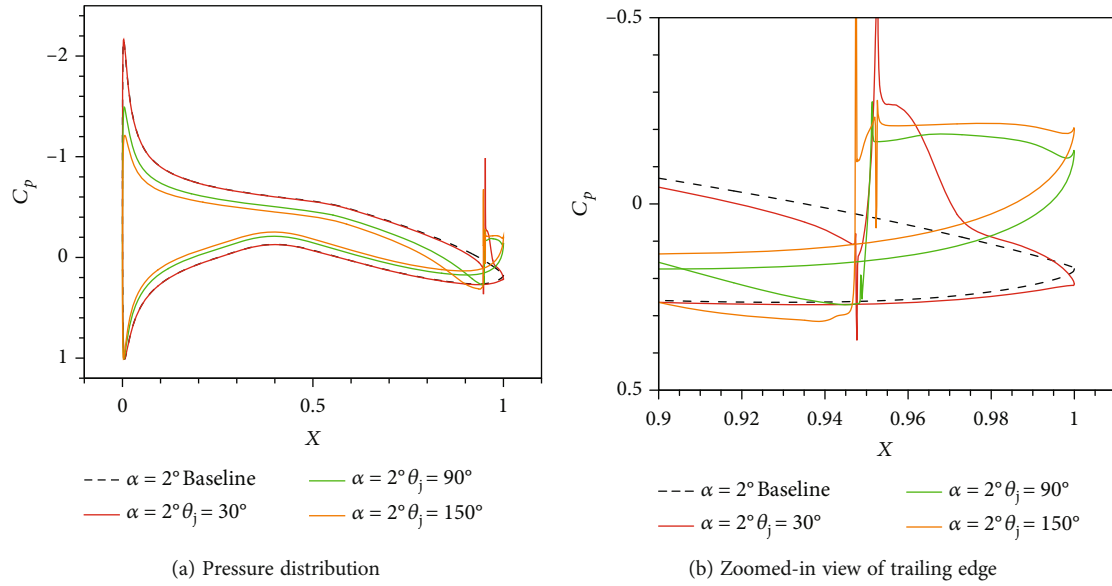 −2
−1
0
1
C_p
0
0.5
1
X
α = 2° Baseline
α = 2° θ_j = 90°
α = 2° θ_j = 30°
α = 2° θ_j = 150°
(a) Pressure distribution
−0.5
0
0.5
C_p
0.9
0.92
0.94
0.96
0.98
1
X
α = 2° Baseline
α = 2° θ_j = 90°
α = 2° θ_j = 30°
α = 2° θ_j = 150°
(b) Zoomed-in view of trailing edge